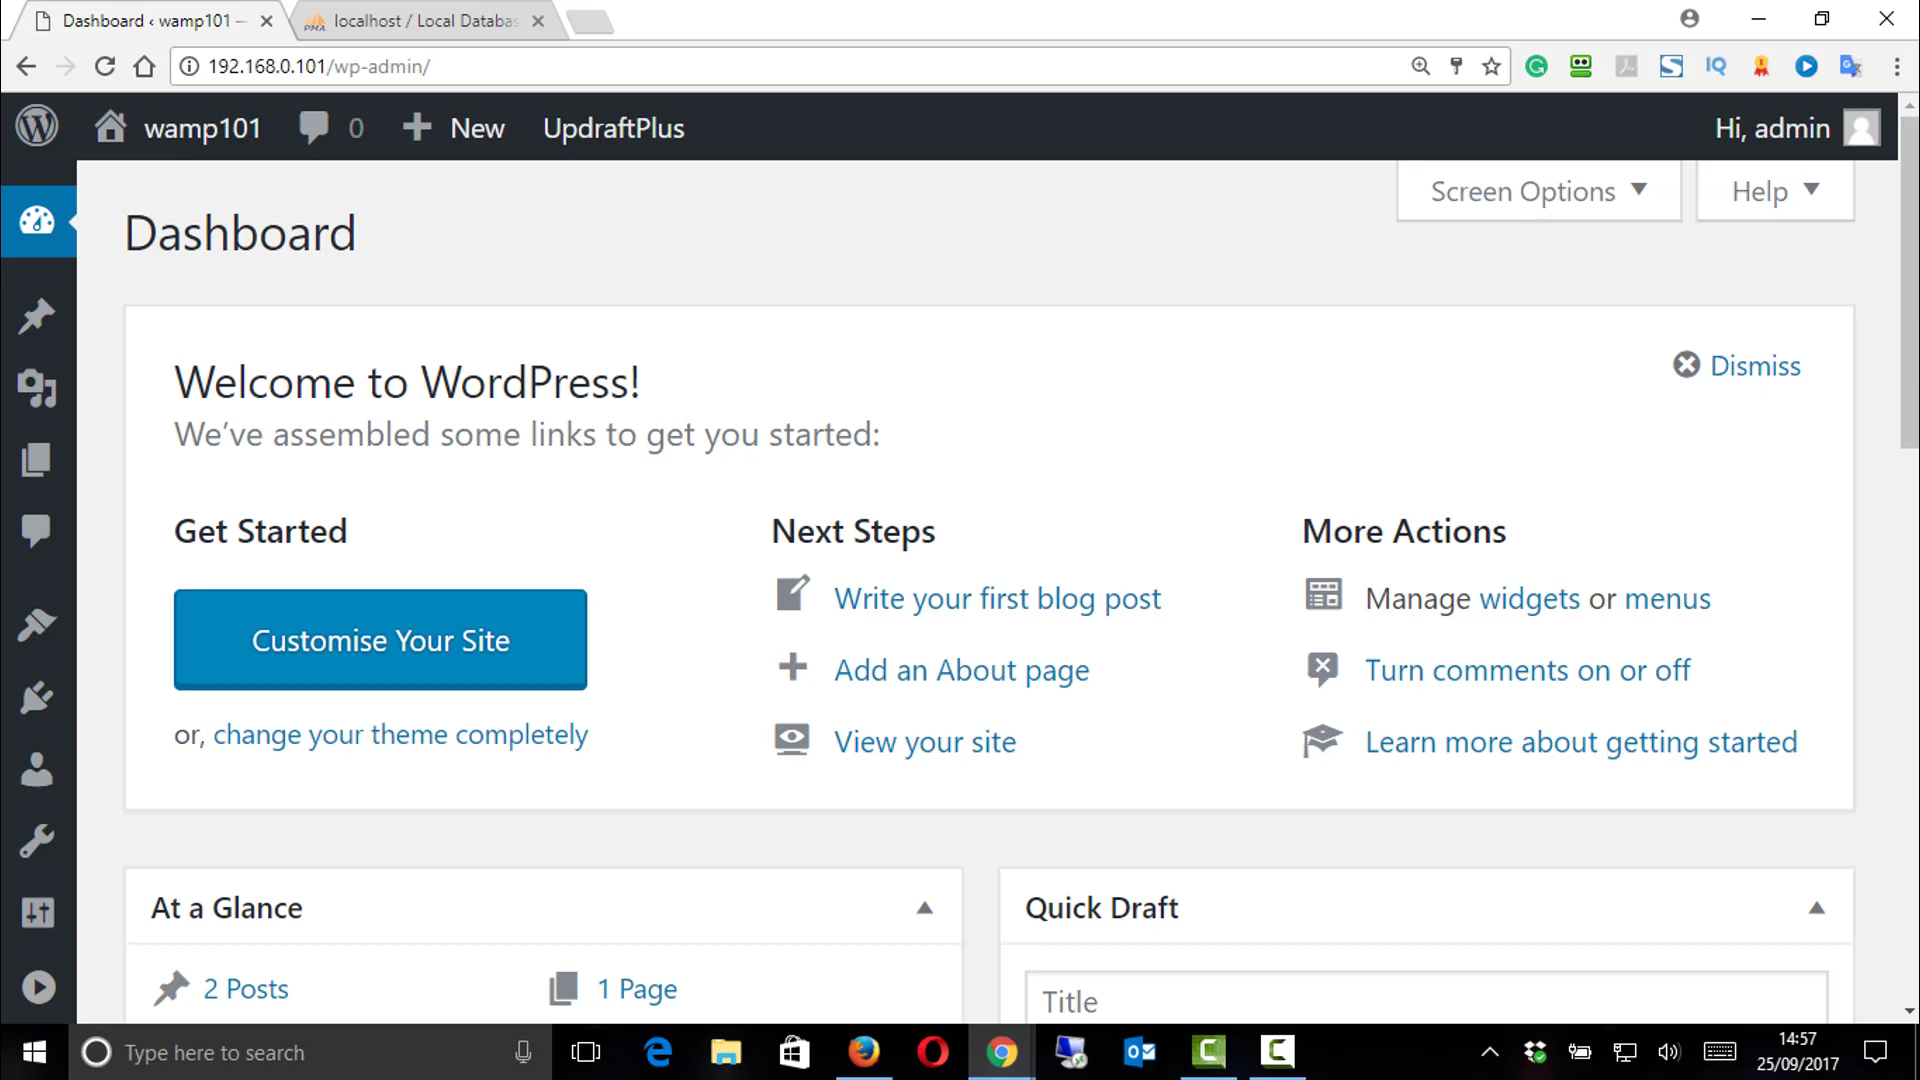 Dashboard ‹ wamp101 –
localhost / Local Databas
192.168.0.101/wp-admin/
wamp101
0
New
UpdraftPlus
Hi, admin
Screen Options
Help
Dashboard
Welcome to WordPress!
We've assembled some links to get you started:
Dismiss
Get Started
Customise Your Site
or, change your theme completely
Next Steps
Write your first blog post
Add an About page
View your site
More Actions
Manage widgets or menus
Turn comments on or off
Learn more about getting started
At a Glance
2 Posts
1 Page
Quick Draft
Title
Type here to search
14:57
25/09/2017